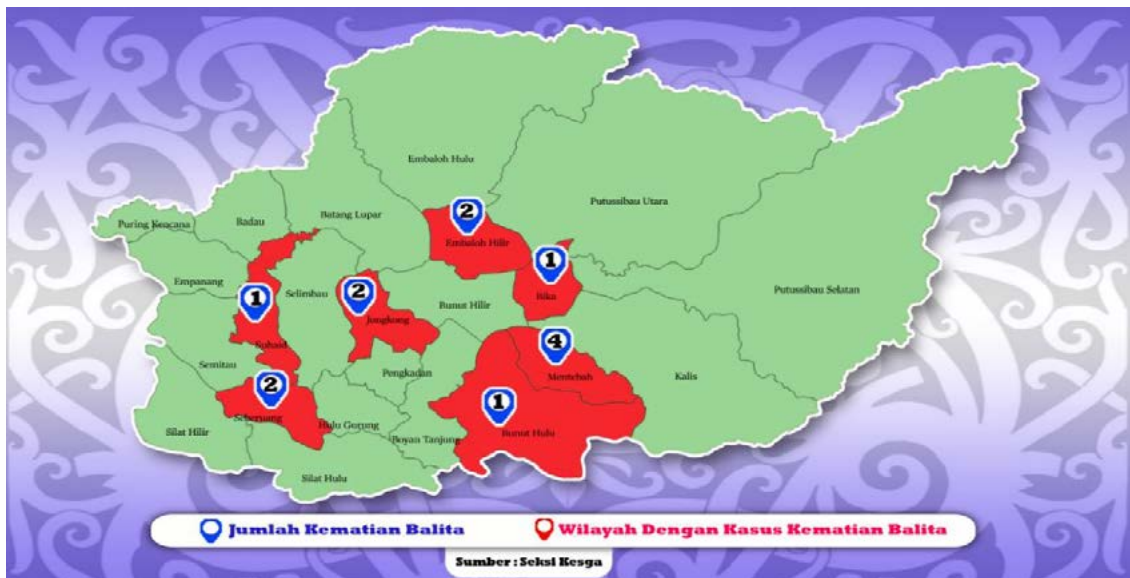 Embaloh Hulu
Putussibau Utara
Puring Kencana
Badau
Batang Lupar
2
Embaloh Hilir
1
Bika
Empanang
1
Selimbau
2
Jongkong
Bunut Hilir
Putussibau Selatan
Suhaid
4
Mentebah
Semitau
Pengkadan
Kalis
2
Seberuang
1
Bunut Hulu
Silat Hilir
Hulu Gurung
Boyan Tanjung
Silat Hulu
Jumlah Kematian Balita
Wilayah Dengan Kasus Kematian Balita
Sumber : Seksi Kesga